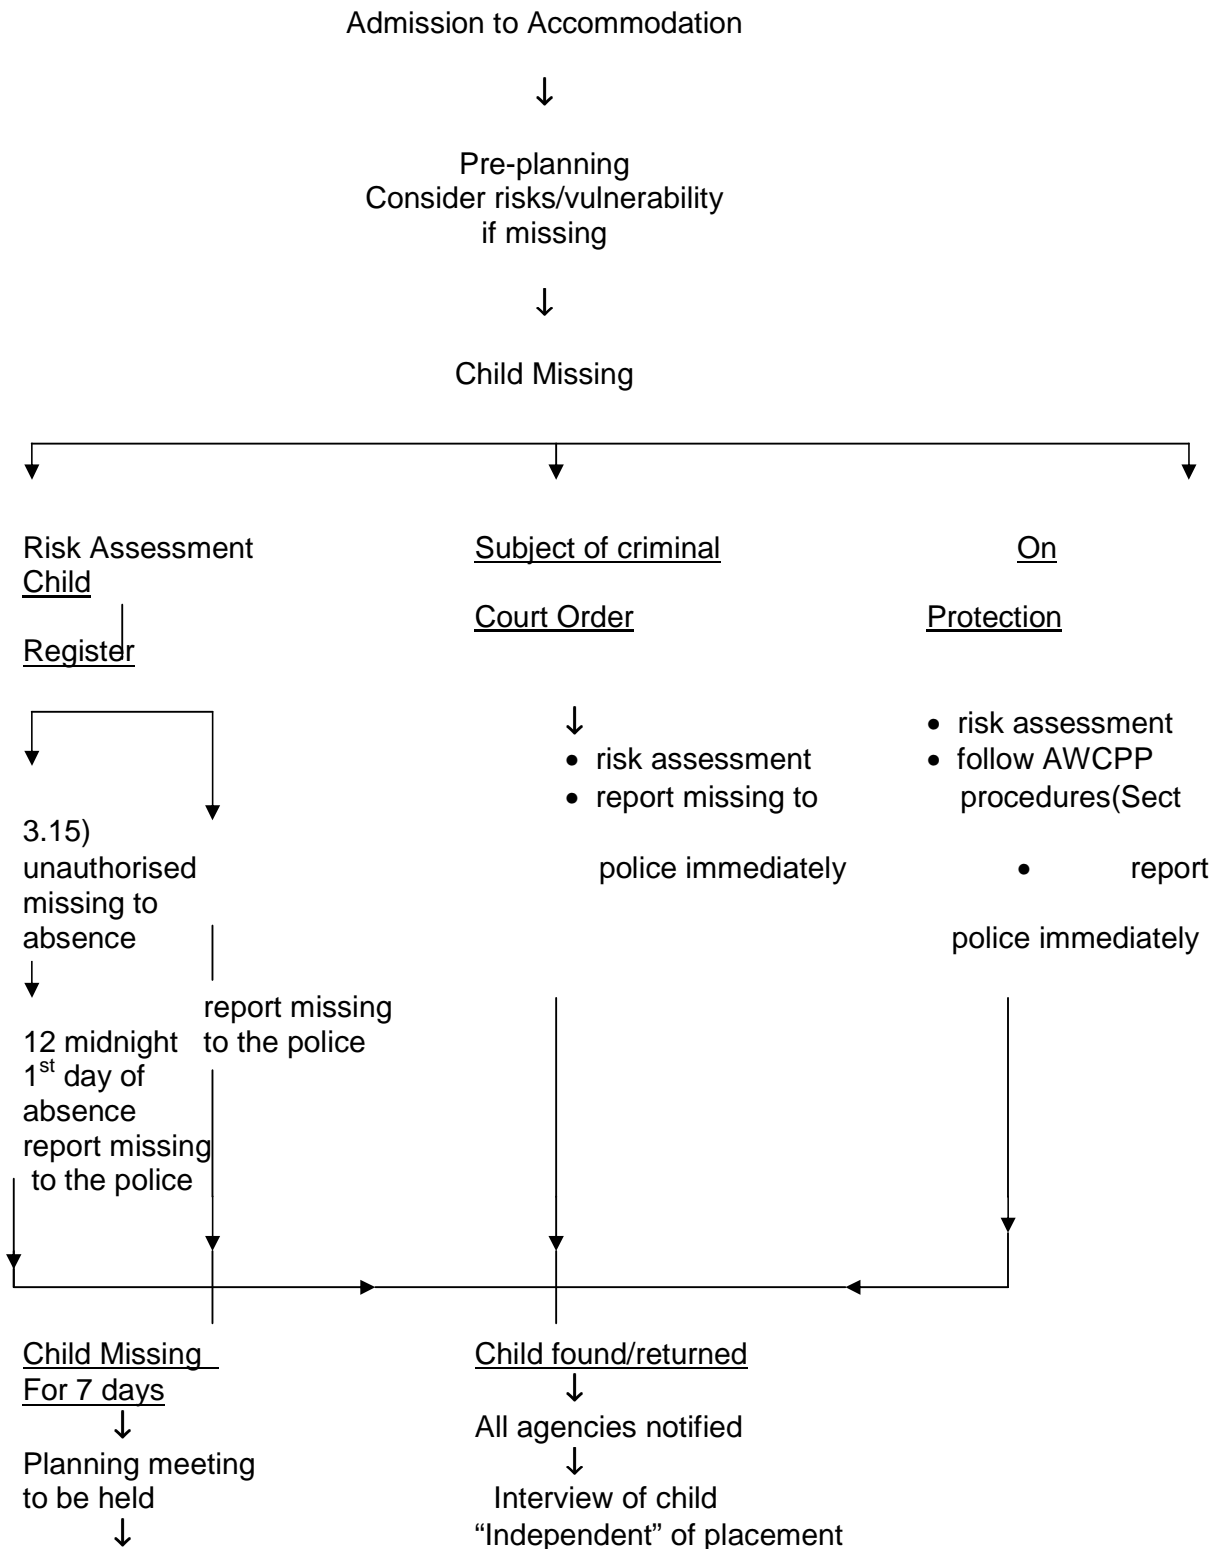 Admission to Accommodation
↓
Pre-planning
Consider risks/vulnerability
if missing
↓
Child Missing
Risk Assessment
Child
Register
Subject of criminal
Court Order
On
Protection
3.15)
unauthorised
missing to
absence
↓
12 midnight
1st day of
absence
report missing
to the police
report missing
to the police
↓
• risk assessment
• report missing to
police immediately
• risk assessment
• follow AWCPP
procedures(Sect
• report
police immediately
Child Missing
For 7 days
↓
Planning meeting
to be held
↓
Child found/returned
↓
All agencies notified
↓
Interview of child
“Independent” of placement